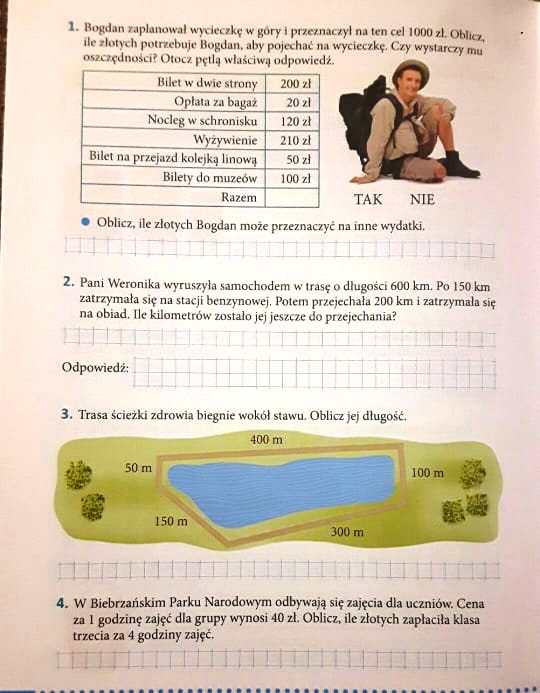 1. Bogdan zaplanował wycieczkę w góry i przeznaczył na ten cel 1000 zł. Oblicz,
ile złotych potrzebuje Bogdan, aby pojechać na wycieczkę. Czy wystarczy mu
oszczędności? Otocz pętlą właściwą odpowiedź.
Bilet w dwie strony 200 zł
Opłata za bagaż 20 zł
Nocleg w schronisku 120 zł
Wyżywienie 210 zł
Bilet na przejazd kolejką linową 50 zł
Bilety do muzeów 100 zł
Razem
TAK NIE
Oblicz, ile złotych Bogdan może przeznaczyć na inne wydatki.
2. Pani Weronika wyruszyła samochodem w trasę o długości 600 km. Po 150 km
zatrzymała się na stacji benzynowej. Potem przejechała 200 km i zatrzymała się
na obiad. Ile kilometrów zostało jej jeszcze do przejechania?
Odpowiedź:
3. Trasa ścieżki zdrowia biegnie wokół stawu. Oblicz jej długość.
400 m
50 m
100 m
150 m
300 m
4. W Biebrzańskim Parku Narodowym odbywają się zajęcia dla uczniów. Cena
za 1 godzinę zajęć dla grupy wynosi 40 zł. Oblicz, ile złotych zapłaciła klasa
trzecia za 4 godziny zajęć.